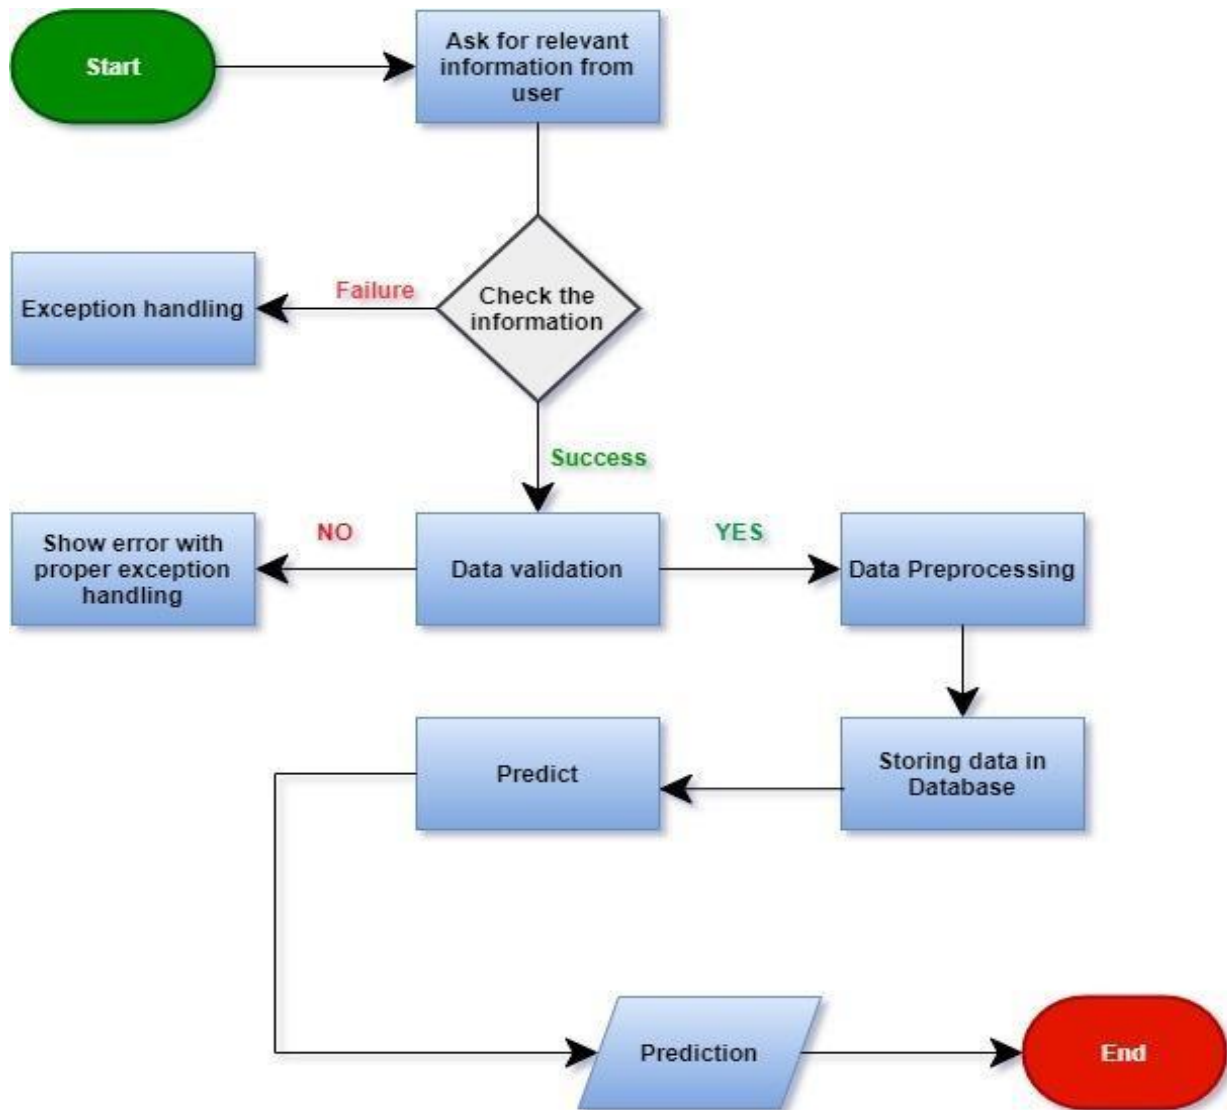 Start
Ask for relevant
information from
user
Failure
Exception handling
Check the
information
Success
NO
YES
Show error with
proper exception
handling
Data validation
Data Preprocessing
Predict
Storing data in
Database
Prediction
End